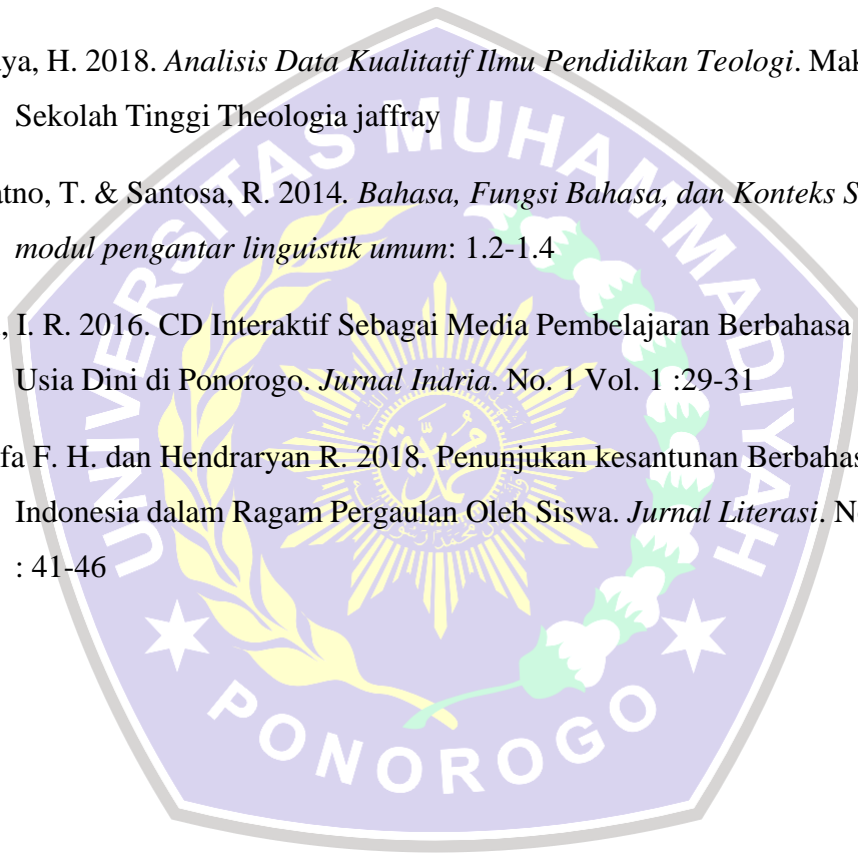 ya, H. 2018. Analisis Data Kualitatif Ilmu Pendidikan Teologi. Mak
Sekolah Tinggi Theologia jaffray
tno, T. & Santosa, R. 2014. Bahasa, Fungsi Bahasa, dan Konteks S
modul pengantar linguistik umum: 1.2-1.4
, I. R. 2016. CD Interaktif Sebagai Media Pembelajaran Berbahasa
Usia Dini di Ponorogo. Jurnal Indria. No. 1 Vol. 1 :29-31
fa F. H. dan Hendraryan R. 2018. Penunjukan kesantunan Berbahas
Indonesia dalam Ragam Pergaulan Oleh Siswa. Jurnal Literasi. N
: 41-46
UNIVERSITAS MUHAMMADIYAH
PONOROGO